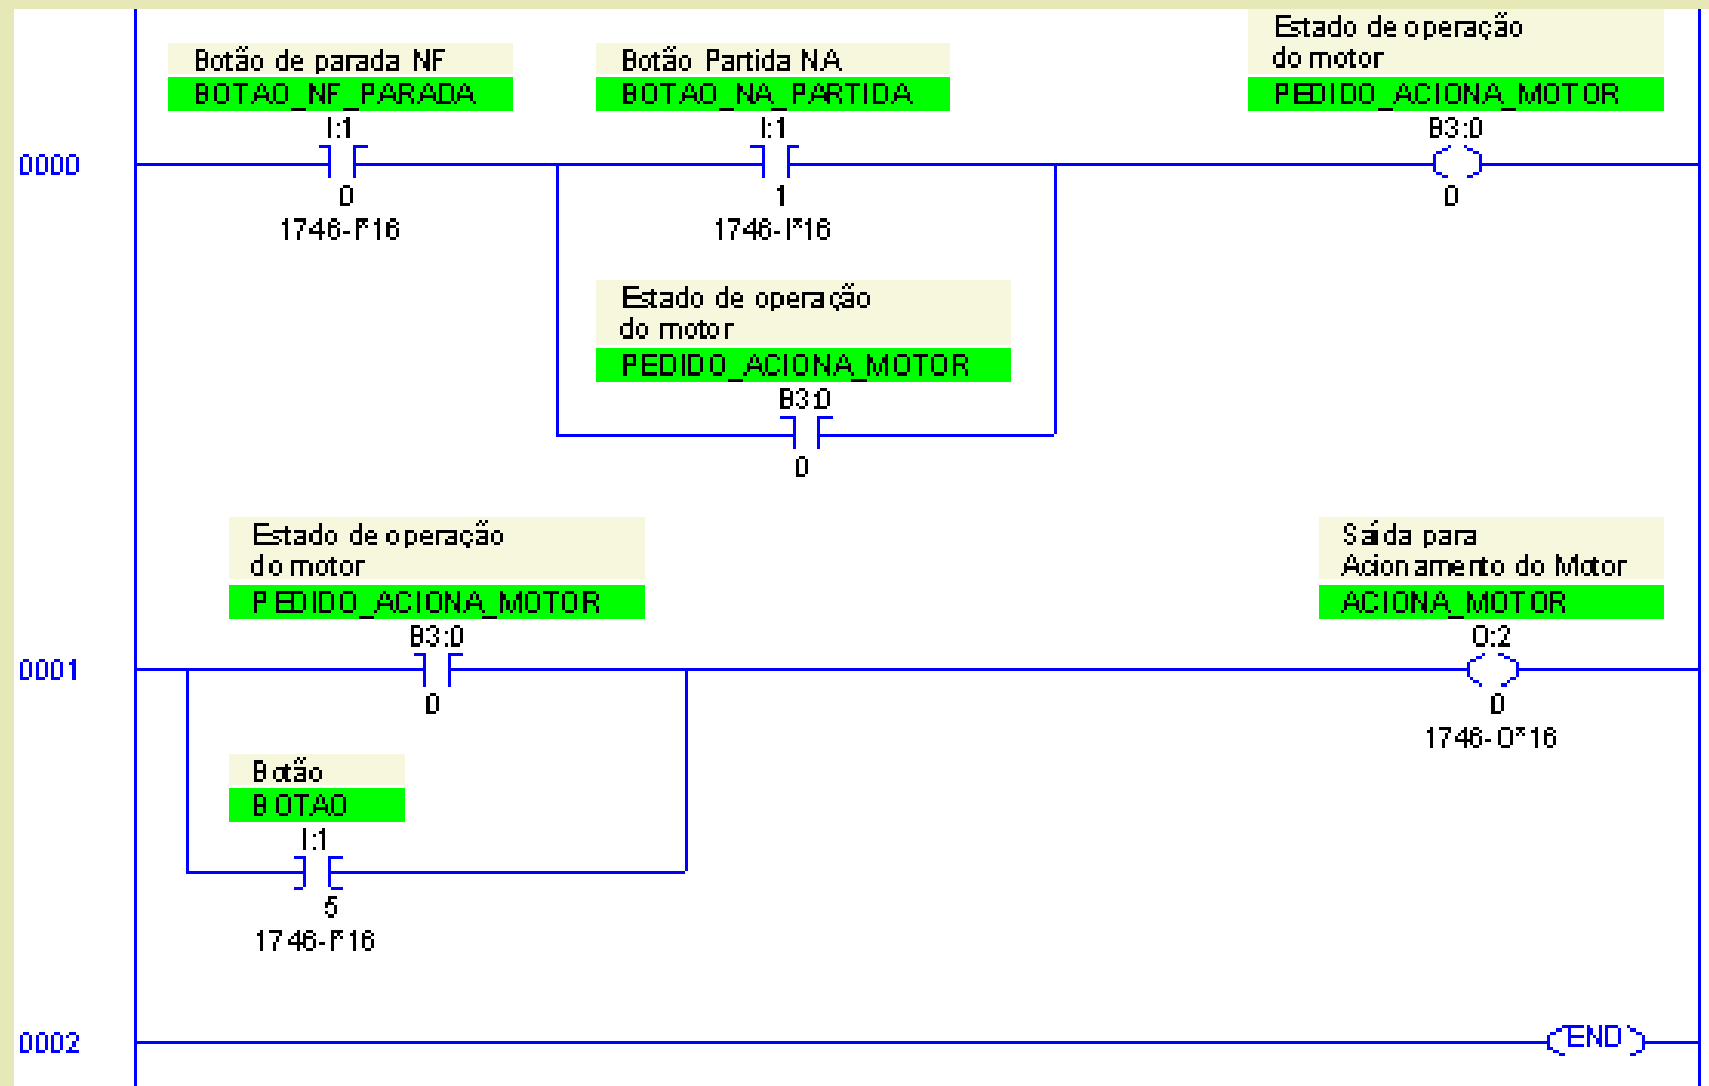 Estado de operação
do motor
Botão de parada NF
Botão Partida NA
BOTAO_NF_PARADA
BOTAO_NA_PARTIDA
PEDIDO_ACIONA_MOTOR
I:1
I:1
B3:0
0000
0
1
0
1746-I*16
1746-I*16
Estado de operação
do motor
PEDIDO_ACIONA_MOTOR
B3:0
0
Estado de operação
do motor
PEDIDO_ACIONA_MOTOR
B3:0
Saída para
Acionamento do Motor
ACIONA_MOTOR
O:2
0001
0
0
1746-O*16
Botão
BOTAO
I:1
5
1746-I*16
0002
END